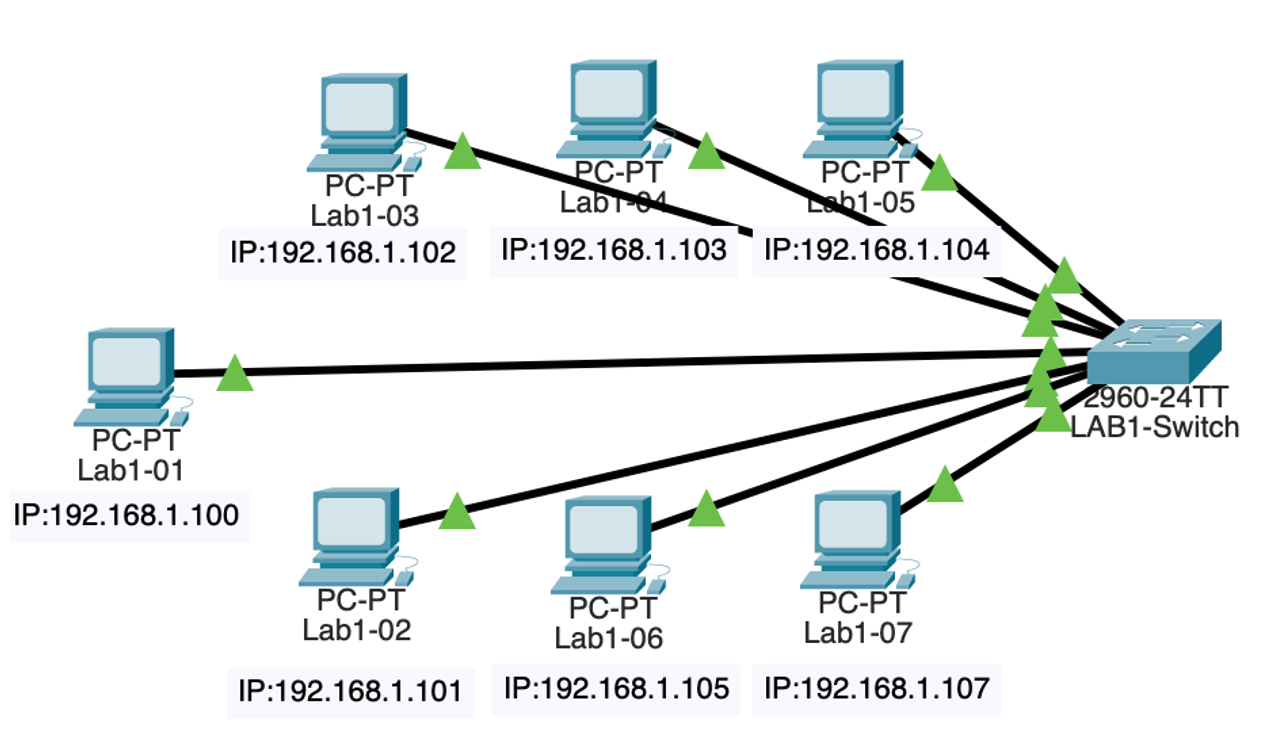 PC-PT
Lab1-03
IP:192.168.1.102
PC-PT
Lab1-04
IP:192.168.1.103
PC-PT
Lab1-05
IP:192.168.1.104
PC-PT
Lab1-01
IP:192.168.1.100
2960-24TT
LAB1-Switch
PC-PT
Lab1-02
IP:192.168.1.101
PC-PT
Lab1-06
IP:192.168.1.105
PC-PT
Lab1-07
IP:192.168.1.107